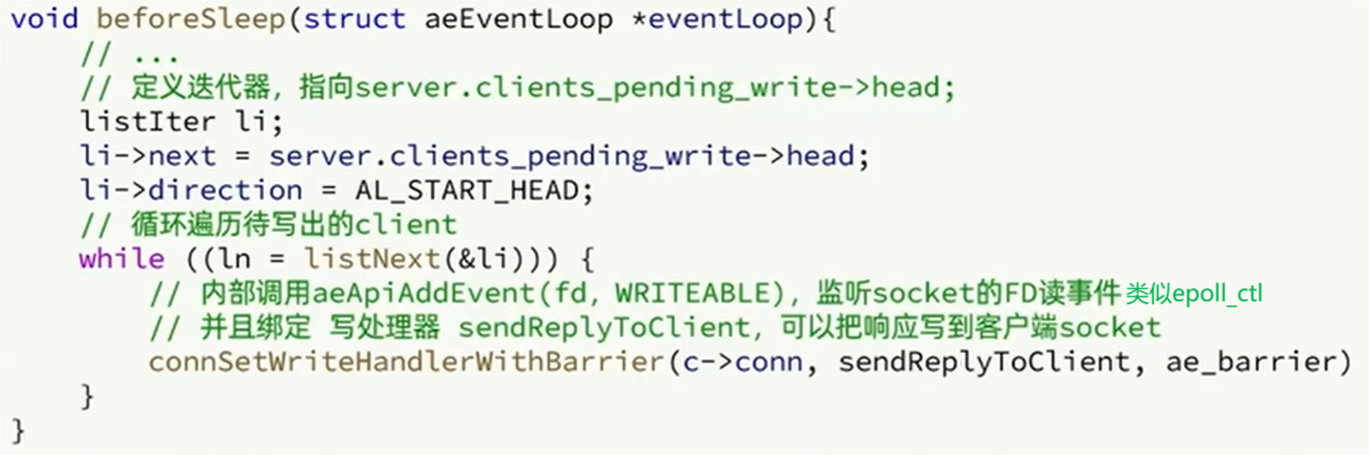 void beforeSleep(struct aeEventLoop *eventLoop){
// ...
// 定义迭代器，指向server.clients_pending_write->head;
listIter li;
li->next = server.clients_pending_write->head;
li->direction = AL_START_HEAD;
// 循环遍历待写出的client
while ((ln = listNext(&li))) {
// 内部调用aeApiAddEvent(fd, WRITEABLE)，监听socket的FD读事件 类似epoll_ctl
// 并且绑定 写处理器 sendReplyToClient，可以把响应写到客户端socket
connSetWriteHandlerWithBarrier(c->conn, sendReplyToClient, ae_barrier)
}
}